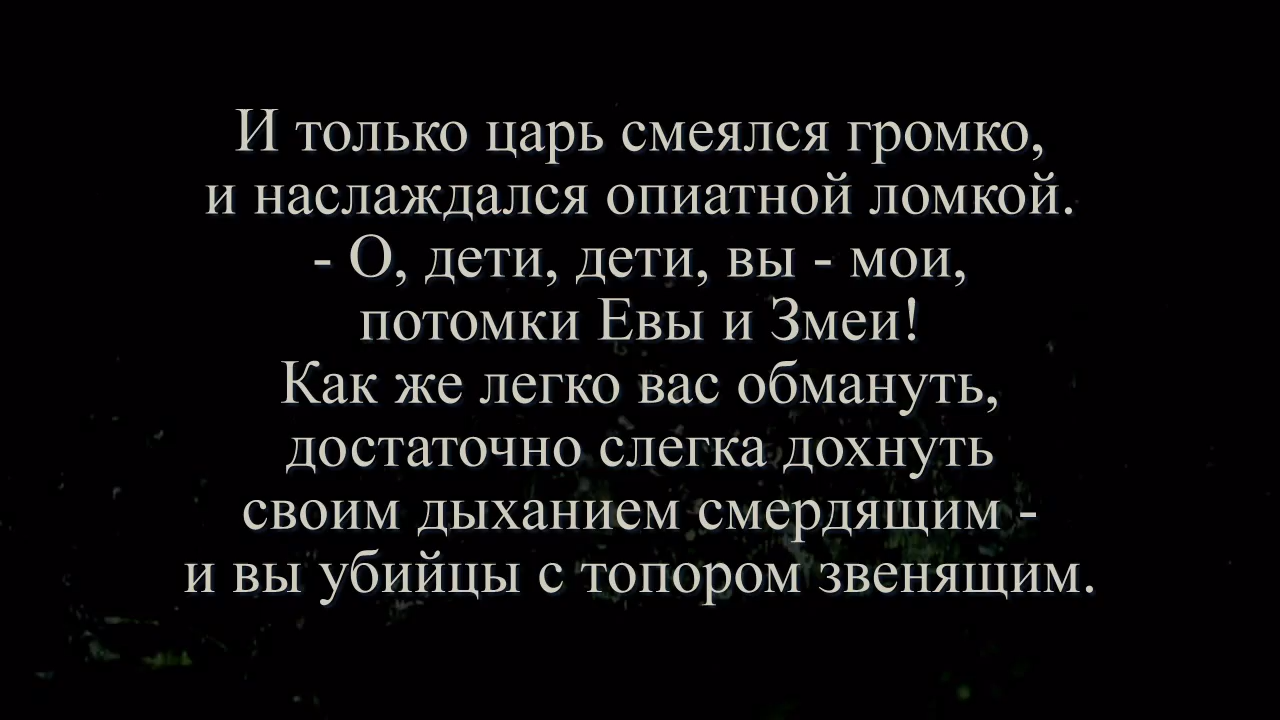 И только царь смеялся громко,
и наслаждался опиатной ломкой.
- О, дети, дети, вы - мои,
потомки Евы и Змеи!
Как же легко вас обмануть,
достаточно слегка дохнуть
своим дыханием смердящим -
и вы убийцы с топором звенящим.